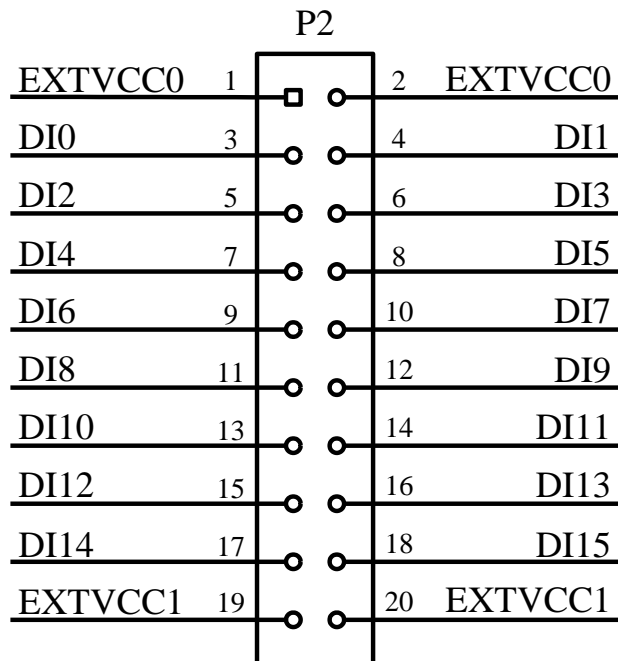 P2
EXTVCC0 1 2 EXTVCC0
DI0 3 4 DI1
DI2 5 6 DI3
DI4 7 8 DI5
DI6 9 10 DI7
DI8 11 12 DI9
DI10 13 14 DI11
DI12 15 16 DI13
DI14 17 18 DI15
EXTVCC1 19 20 EXTVCC1